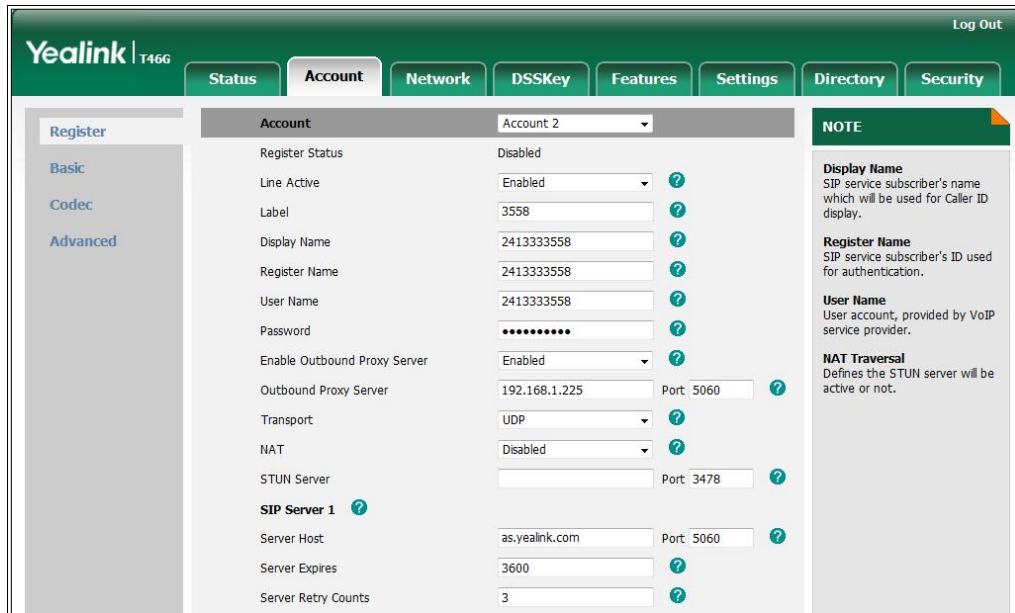 Log Out
Yealink T46G
Status Account Network DSSKey Features Settings Directory Security
Register
Basic
Codec
Advanced
Account Account 2
Register Status Disabled
Line Active Enabled ?
Label 3558 ?
Display Name 2413333558 ?
Register Name 2413333558 ?
User Name 2413333558 ?
Password •••••••••• ?
Enable Outbound Proxy Server Enabled ?
Outbound Proxy Server 192.168.1.225 Port 5060 ?
Transport UDP ?
NAT Disabled ?
STUN Server Port 3478 ?
SIP Server 1 ?
Server Host as.yealink.com Port 5060 ?
Server Expires 3600 ?
Server Retry Counts 3 ?
NOTE
Display Name
SIP service subscriber's name
which will be used for Caller ID
display.
Register Name
SIP service subscriber's ID used
for authentication.
User Name
User account, provided by VoIP
service provider.
NAT Traversal
Defines the STUN server will be
active or not.